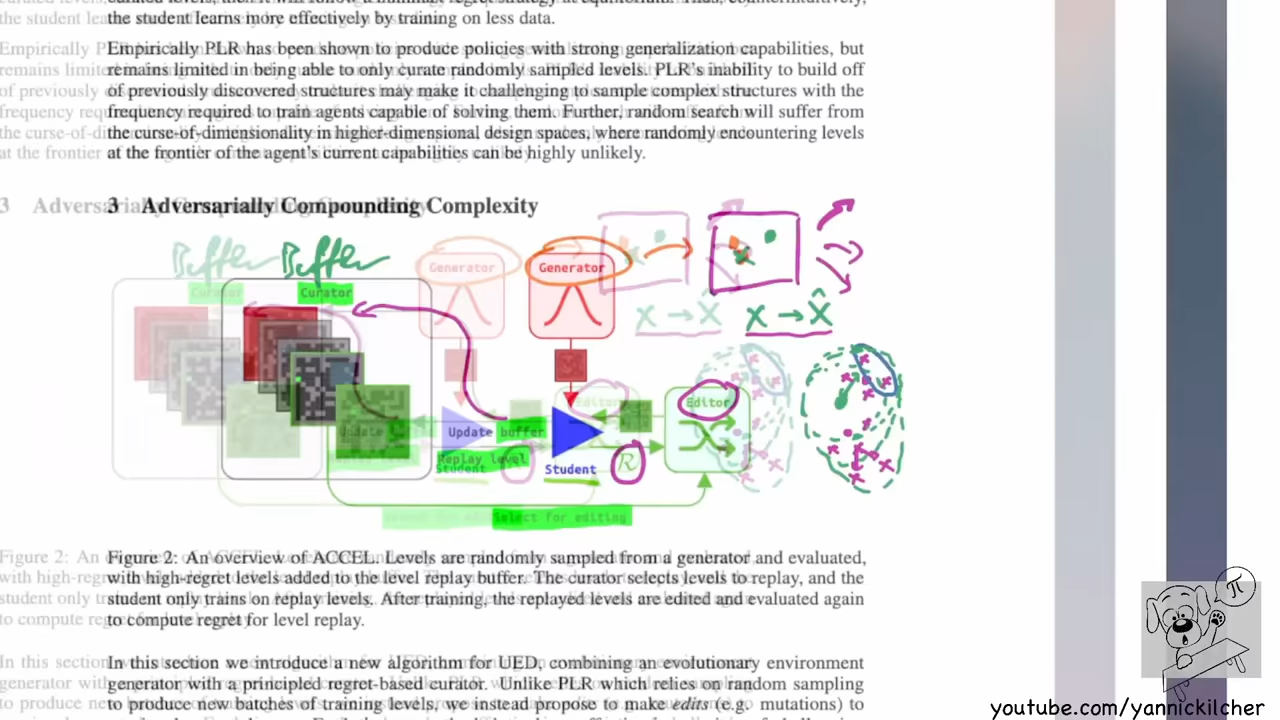 the student learns more effectively by training on less data.
Empirically PLR has been shown to produce policies with strong generalization capabilities, but
remains limited in being able to only curate randomly sampled levels. PLR's inability to build off
of previously discovered structures may make it challenging to sample complex structures with the
frequency required to train agents capable of solving them. Further, random search will suffer from
the curse-of-dimensionality in higher-dimensional design spaces, where randomly encountering levels
at the frontier of the agent's current capabilities can be highly unlikely.
3 Adversarially Compounding Complexity
Buffer
Generator
Curator
X → X̂
Editor
Update buffer
Replay level
Student
R
Select for editing
Figure 2: An overview of ACCEL. Levels are randomly sampled from a generator and evaluated,
with high-regret levels added to the level replay buffer. The curator selects levels to replay, and the
student only trains on replay levels. After training, the replayed levels are edited and evaluated again
to compute regret for level replay.
In this section we introduce a new algorithm for UED, combining an evolutionary environment
generator with a principled regret-based curator. Unlike PLR which relies on random sampling
to produce new batches of training levels, we instead propose to make edits (e.g. mutations) to
π
youtube.com/yannickilcher